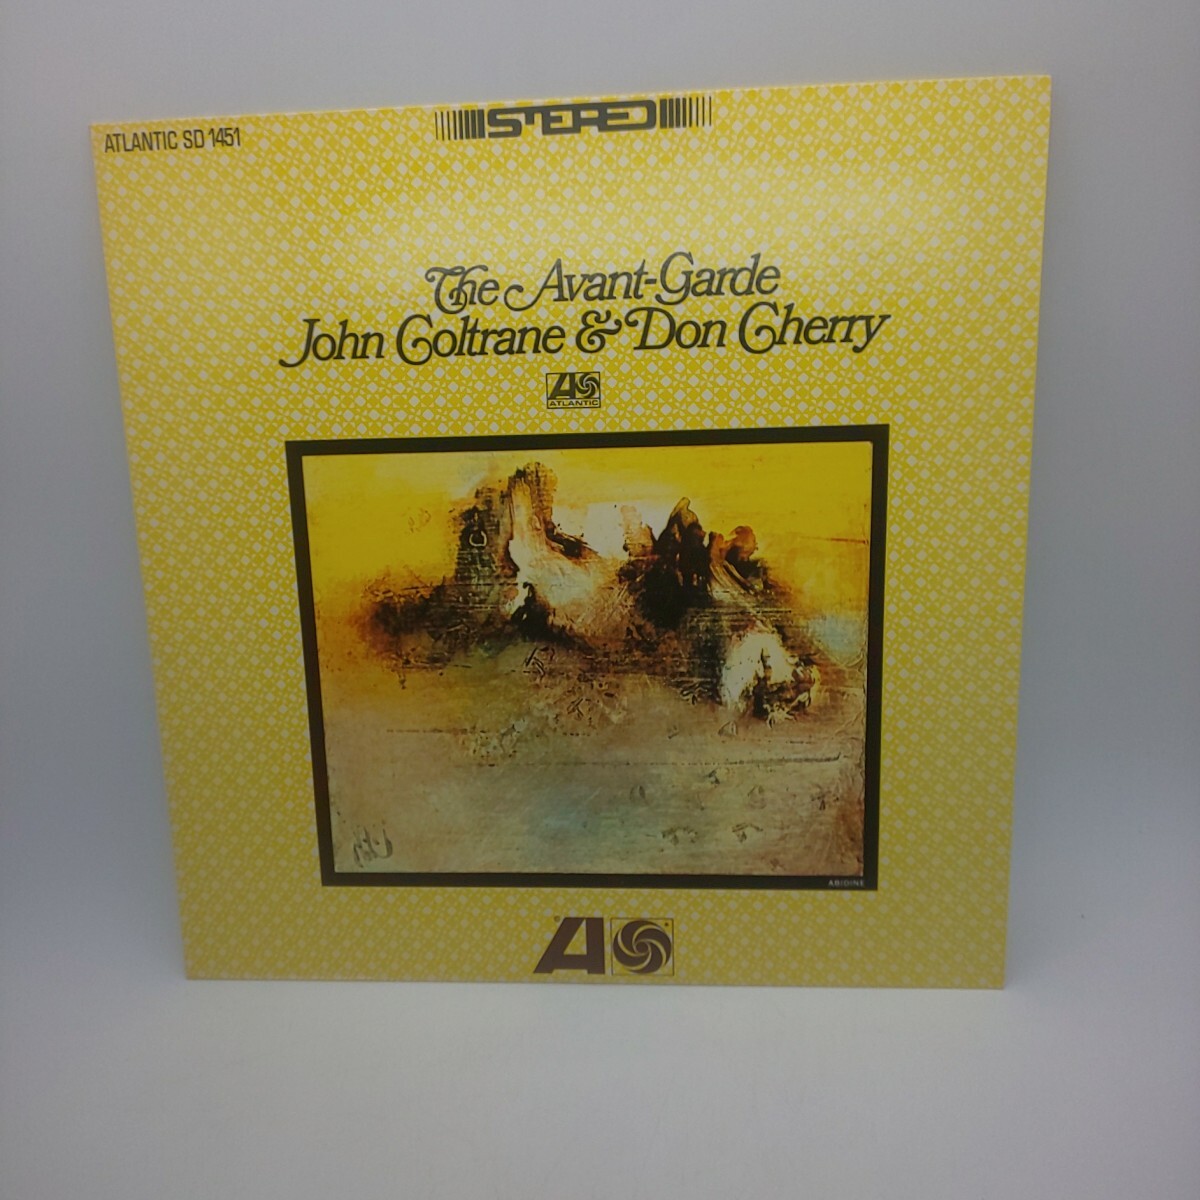 ATLANTIC SD 1451
STEREO
The Avant-Garde
John Coltrane & Don Cherry
ATLANTIC
ABIDINE